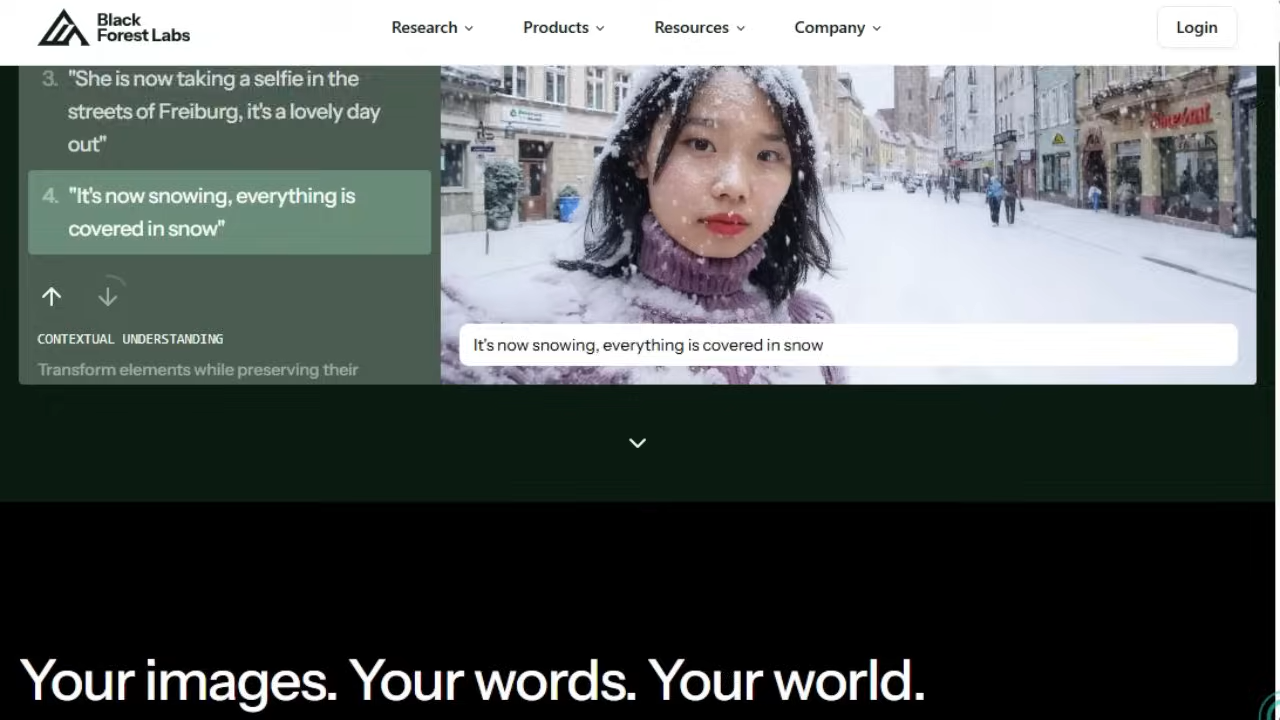 Black
Forest Labs
Research
Products
Resources
Company
Login
3. "She is now taking a selfie in the
streets of Freiburg, it's a lovely day
out"
4. "It's now snowing, everything is
covered in snow"
CONTEXTUAL UNDERSTANDING
Transform elements while preserving their
It's now snowing, everything is covered in snow
Your images. Your words. Your world.